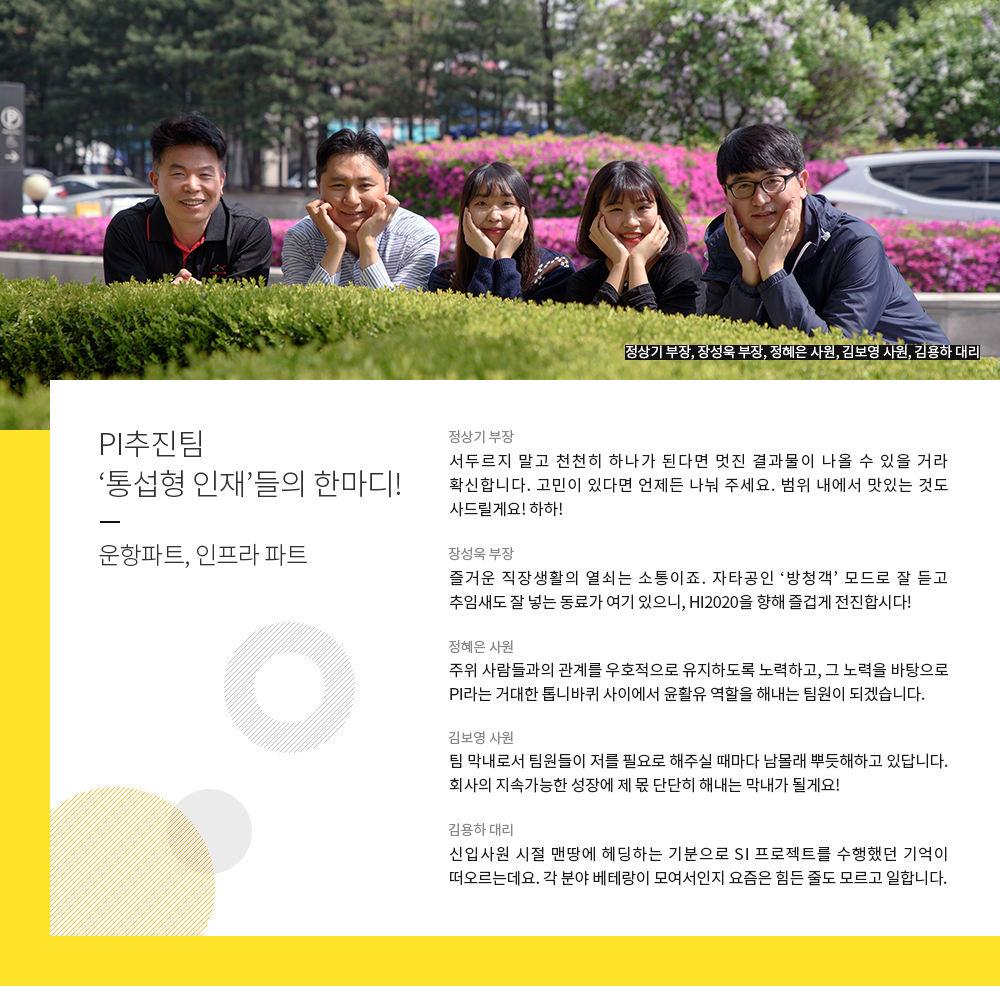 정상기 부장, 장성욱 부장, 정혜은 사원, 김보영 사원, 김용하 대리
PI추진팀
‘통섭형 인재’들의 한마디!
운항파트, 인프라 파트
정상기 부장
서두르지 말고 천천히 하나가 된다면 멋진 결과물이 나올 수 있을 거라
확신합니다. 고민이 있다면 언제든 나눠 주세요. 범위 내에서 맛있는 것도
사드릴게요! 하하!
장성욱 부장
즐거운 직장생활의 열쇠는 소통이죠. 자타공인 ‘방청객’ 모드로 잘 듣고
추임새도 잘 넣는 동료가 여기 있으니, HI2020을 향해 즐겁게 전진합시다!
정혜은 사원
주위 사람들과의 관계를 우호적으로 유지하도록 노력하고, 그 노력을 바탕으로
PI라는 거대한 톱니바퀴 사이에서 윤활유 역할을 해내는 팀원이 되겠습니다.
김보영 사원
팀 막내로서 팀원들이 저를 필요로 해주실 때마다 남몰래 뿌듯해하고 있답니다.
회사의 지속가능한 성장에 제 몫 단단히 해내는 막내가 될게요!
김용하 대리
신입사원 시절 맨땅에 헤딩하는 기분으로 SI 프로젝트를 수행했던 기억이
떠오르는데요. 각 분야 베테랑이 모여서인지 요즘은 힘든 줄도 모르고 일합니다.